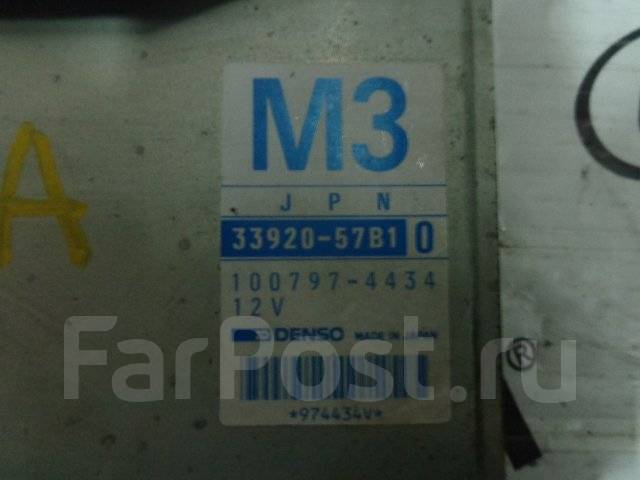 M3
A
JPN
33920-57B1 0
100797-4434
12V
DENSO MADE IN JAPAN
FarPost.ru
®
*974434V*